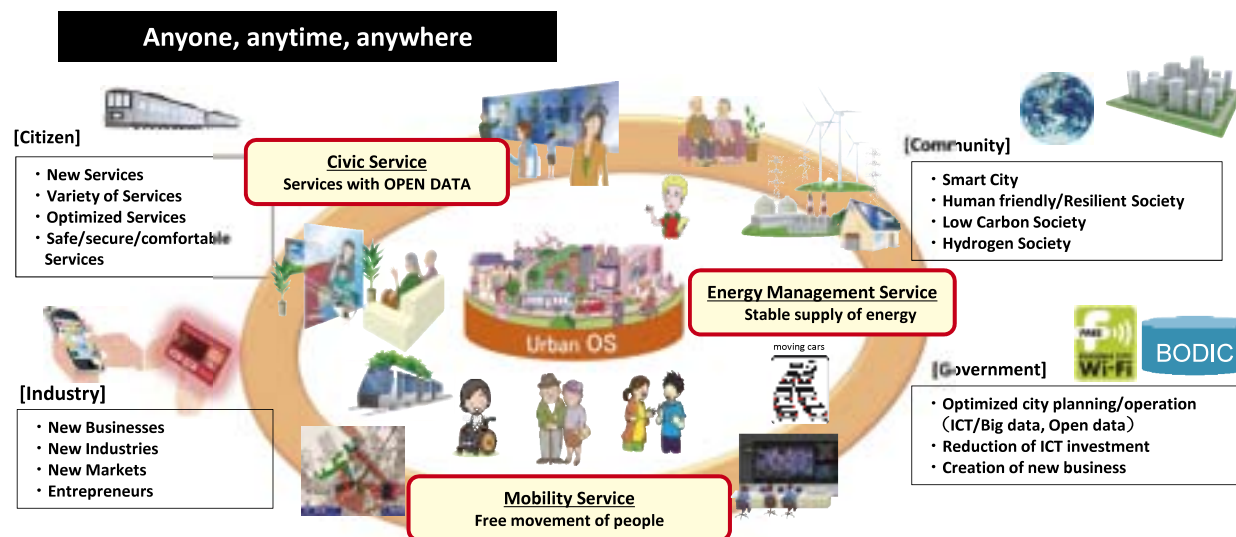 Anyone, anytime, anywhere
[Citizen]
・New Services
・Variety of Services
・Optimized Services
・Safe/secure/comfortable
Services
Civic Service
Services with OPEN DATA
[Community]
・Smart City
・Human friendly/Resilient Society
・Low Carbon Society
・Hydrogen Society
Urban OS
Energy Management Service
Stable supply of energy
moving cars
FREE
Wi-Fi
BODIC
[Industry]
・New Businesses
・New Industries
・New Markets
・Entrepreneurs
[Government]
・Optimized city planning/operation
（ICT/Big data, Open data）
・Reduction of ICT investment
・Creation of new business
Mobility Service
Free movement of people